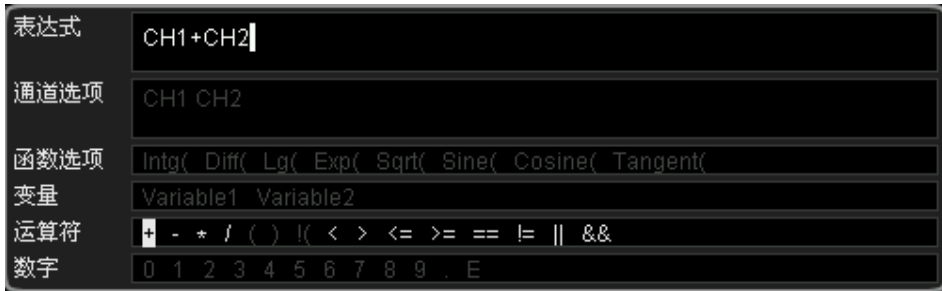 表达式 CH1+CH2
通道选项 CH1 CH2
函数选项 Intg( Diff( Lg( Exp( Sqrt( Sine( Cosine( Tangent(
变量 Variable1 Variable2
运算符 + - * / ( ) !( < > <= >= == != || &&
数字 0 1 2 3 4 5 6 7 8 9 . E